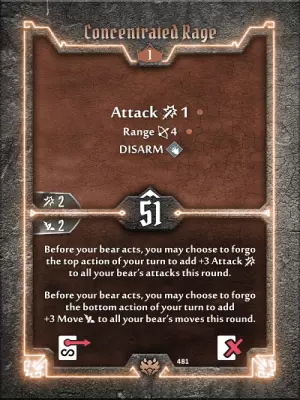 Concentrated Rage
1
Attack 1
Range 4
DISARM
2
51
2
Before your bear acts, you may choose to forgo
the top action of your turn to add +3 Attack
to all your bear's attacks this round.
Before your bear acts, you may choose to forgo
the bottom action of your turn to add
+3 Move to all your bear's moves this round.
481